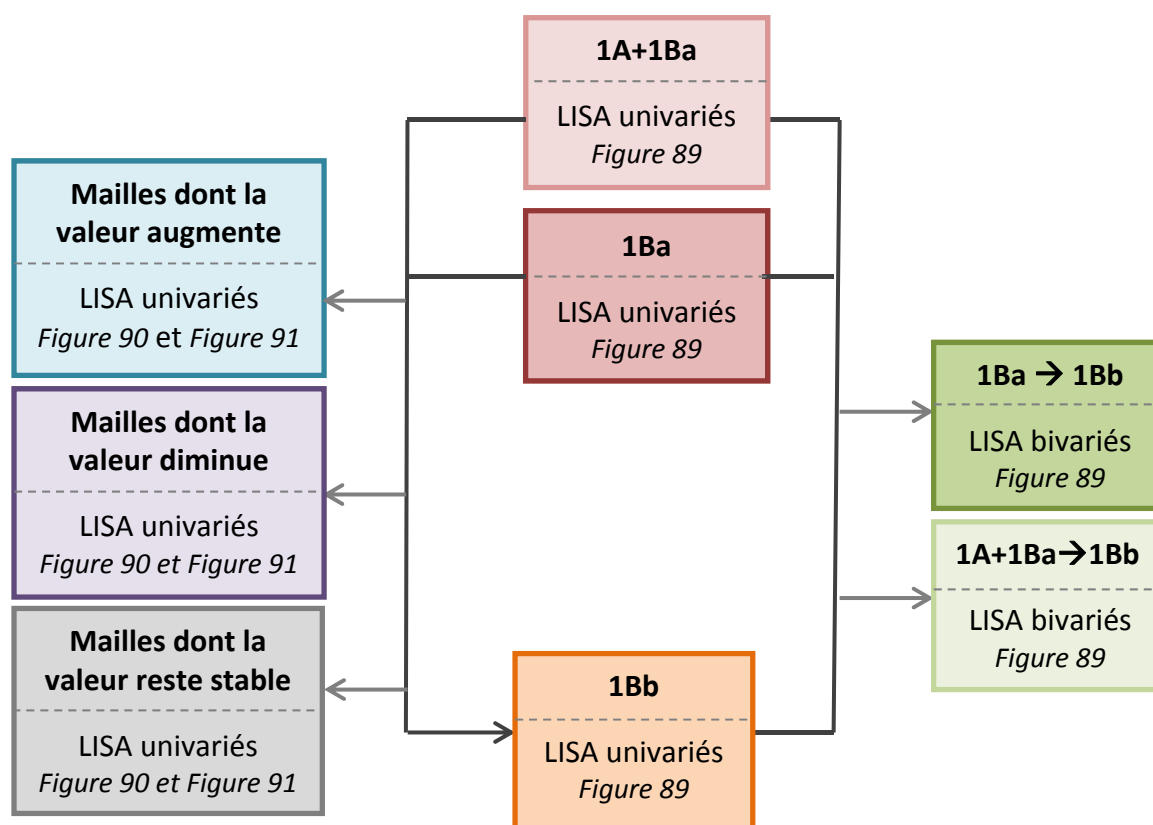 1A+1Ba
LISA univariés
Figure 89
Mailles dont la
valeur augmente
LISA univariés
Figure 90 et Figure 91
1Ba
LISA univariés
Figure 89
1Ba → 1Bb
LISA bivariés
Figure 89
Mailles dont la
valeur diminue
LISA univariés
Figure 90 et Figure 91
1A+1Ba→1Bb
LISA bivariés
Figure 89
Mailles dont la
valeur reste stable
LISA univariés
Figure 90 et Figure 91
1Bb
LISA univariés
Figure 89